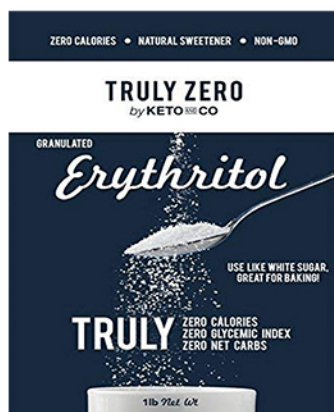 ZERO CALORIES • NATURAL SWEETENER • NON-GMO
TRULY ZERO
by KETO AND CO
GRANULATED
Erythritol
USE LIKE WHITE SUGAR.
GREAT FOR BAKING!
TRULY
ZERO CALORIES
ZERO GLYCEMIC INDEX
ZERO NET CARBS
1lb Net Wt